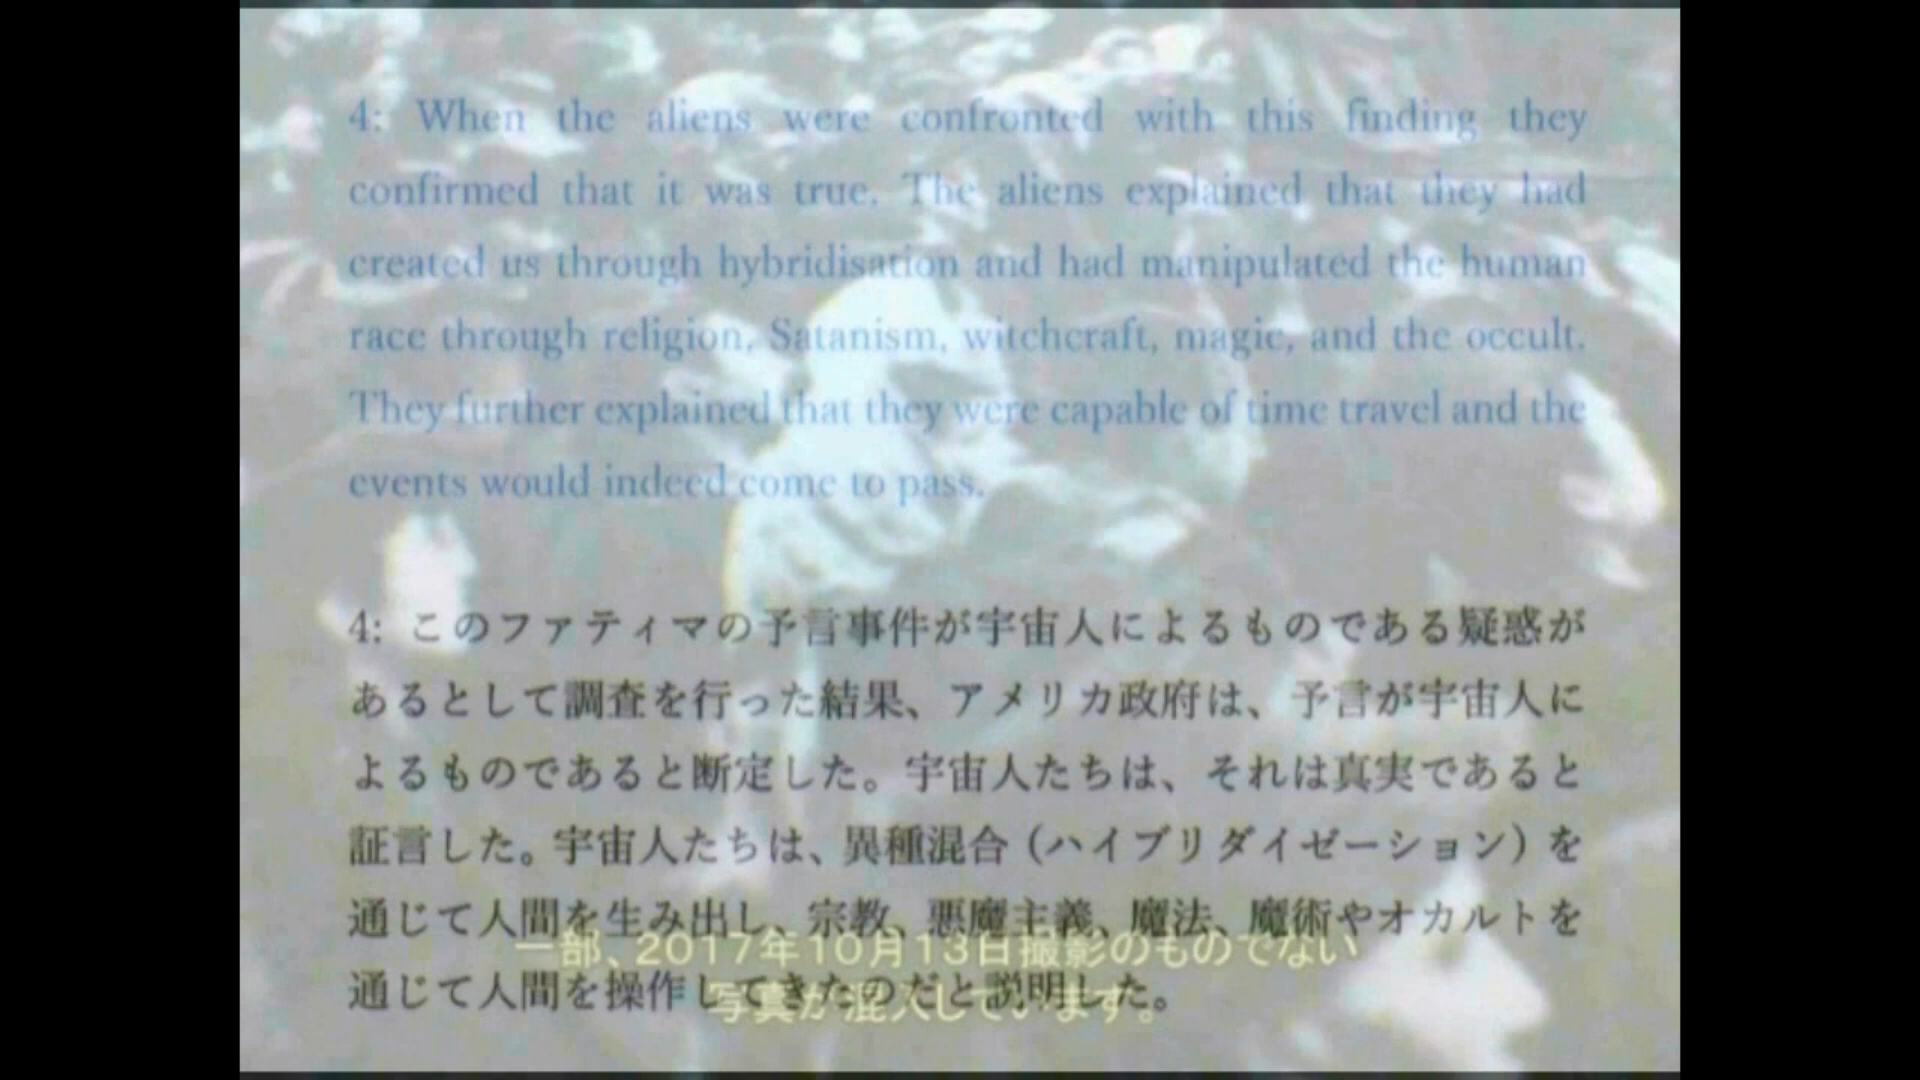 4: When the aliens were confronted with this finding they
confirmed that it was true. The aliens explained that they had
created us through hybridisation and had manipulated the human
race through religion, Satanism, witchcraft, magic, and the occult.
They further explained that they were capable of time travel and the
events would indeed come to pass.
4: このファティマの予言事件が宇宙人によるものである疑惑が
あるとして調査を行った結果、アメリカ政府は、予言が宇宙人に
よるものであると断定した。宇宙人たちは、それは真実であると
証言した。宇宙人たちは、異種混合（ハイブリダイゼーション）を
通じて人間を生み出し、宗教、悪魔主義、魔法、魔術やオカルトを
通じて人間を操作してきたのだと説明した。
一部、2017年10月13日撮影のものでない
写真が混入しています。